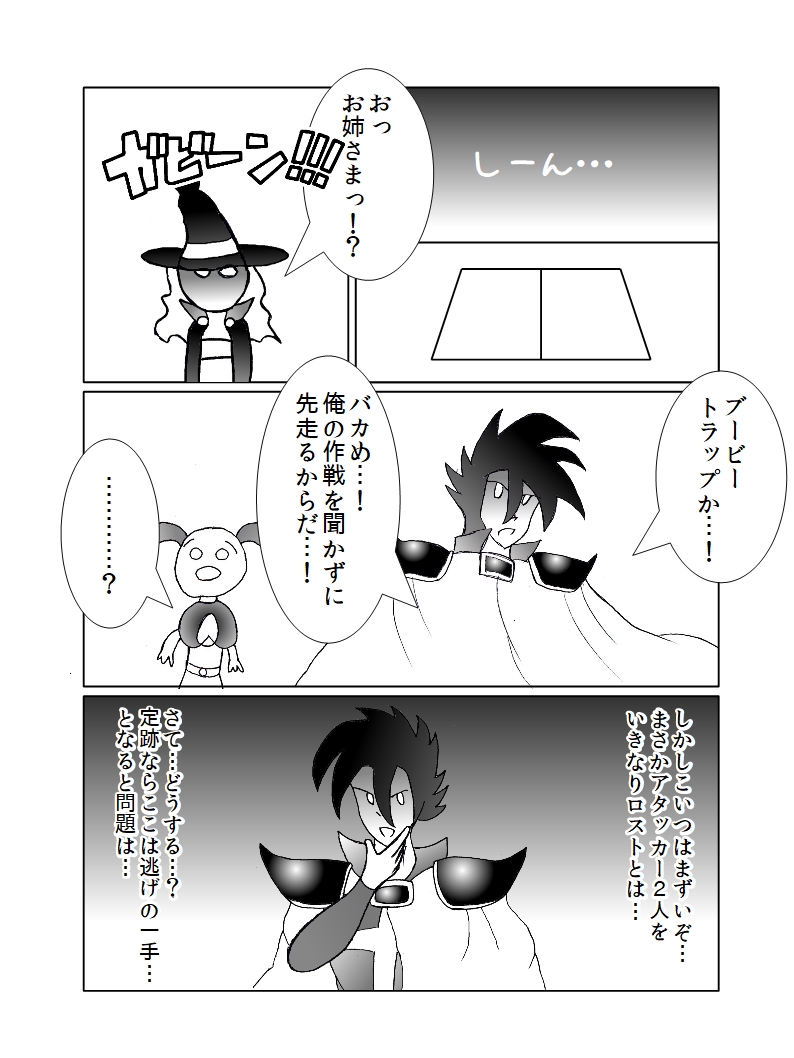 しーん…
おっ
お姉さまっ！？
ガビーン!!!
ブービー
トラップか…！
バカめ…！
俺の作戦を聞かずに
先走るからだ…！
…………？
しかしこいつはまずいぞ…
まさかアタッカー２人を
いきなりロストとは…
さて…どうする…？
定跡ならここは逃げの一手…
となると問題は…